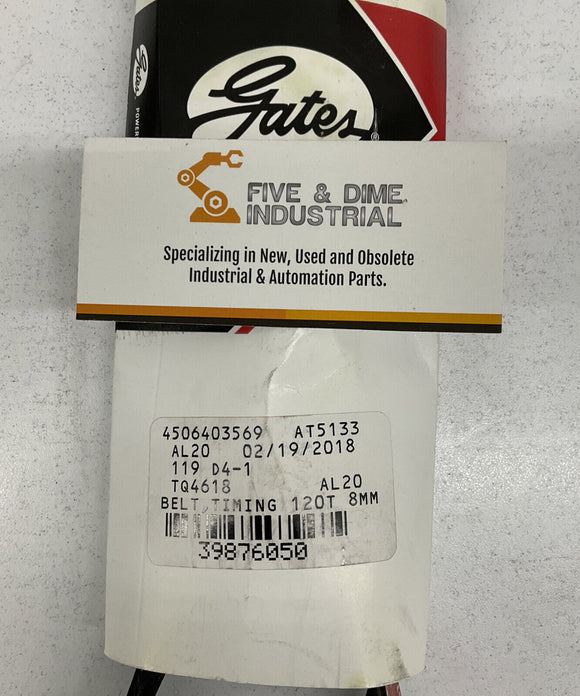 Gates
POWER
FIVE & DIME
INDUSTRIAL
Specializing in New, Used and Obsolete
Industrial & Automation Parts.
4506403569 AT5133
AL20 02/19/2018
119 D4-1
TQ4618 AL20
BELT,TIMING 120T 8MM
39876050